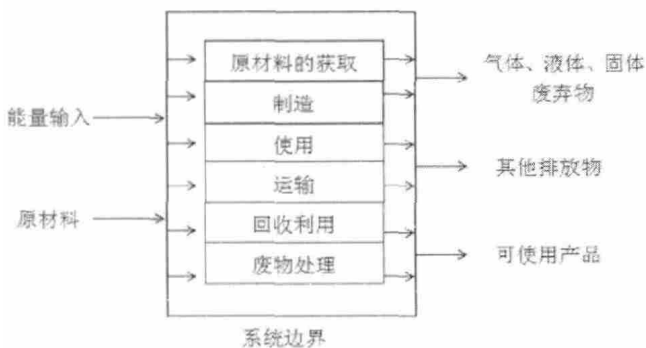 能量输入
原材料
原材料的获取
制造
使用
运输
回收利用
废物处理
气体、液体、固体
废弃物
其他排放物
可使用产品
系统边界